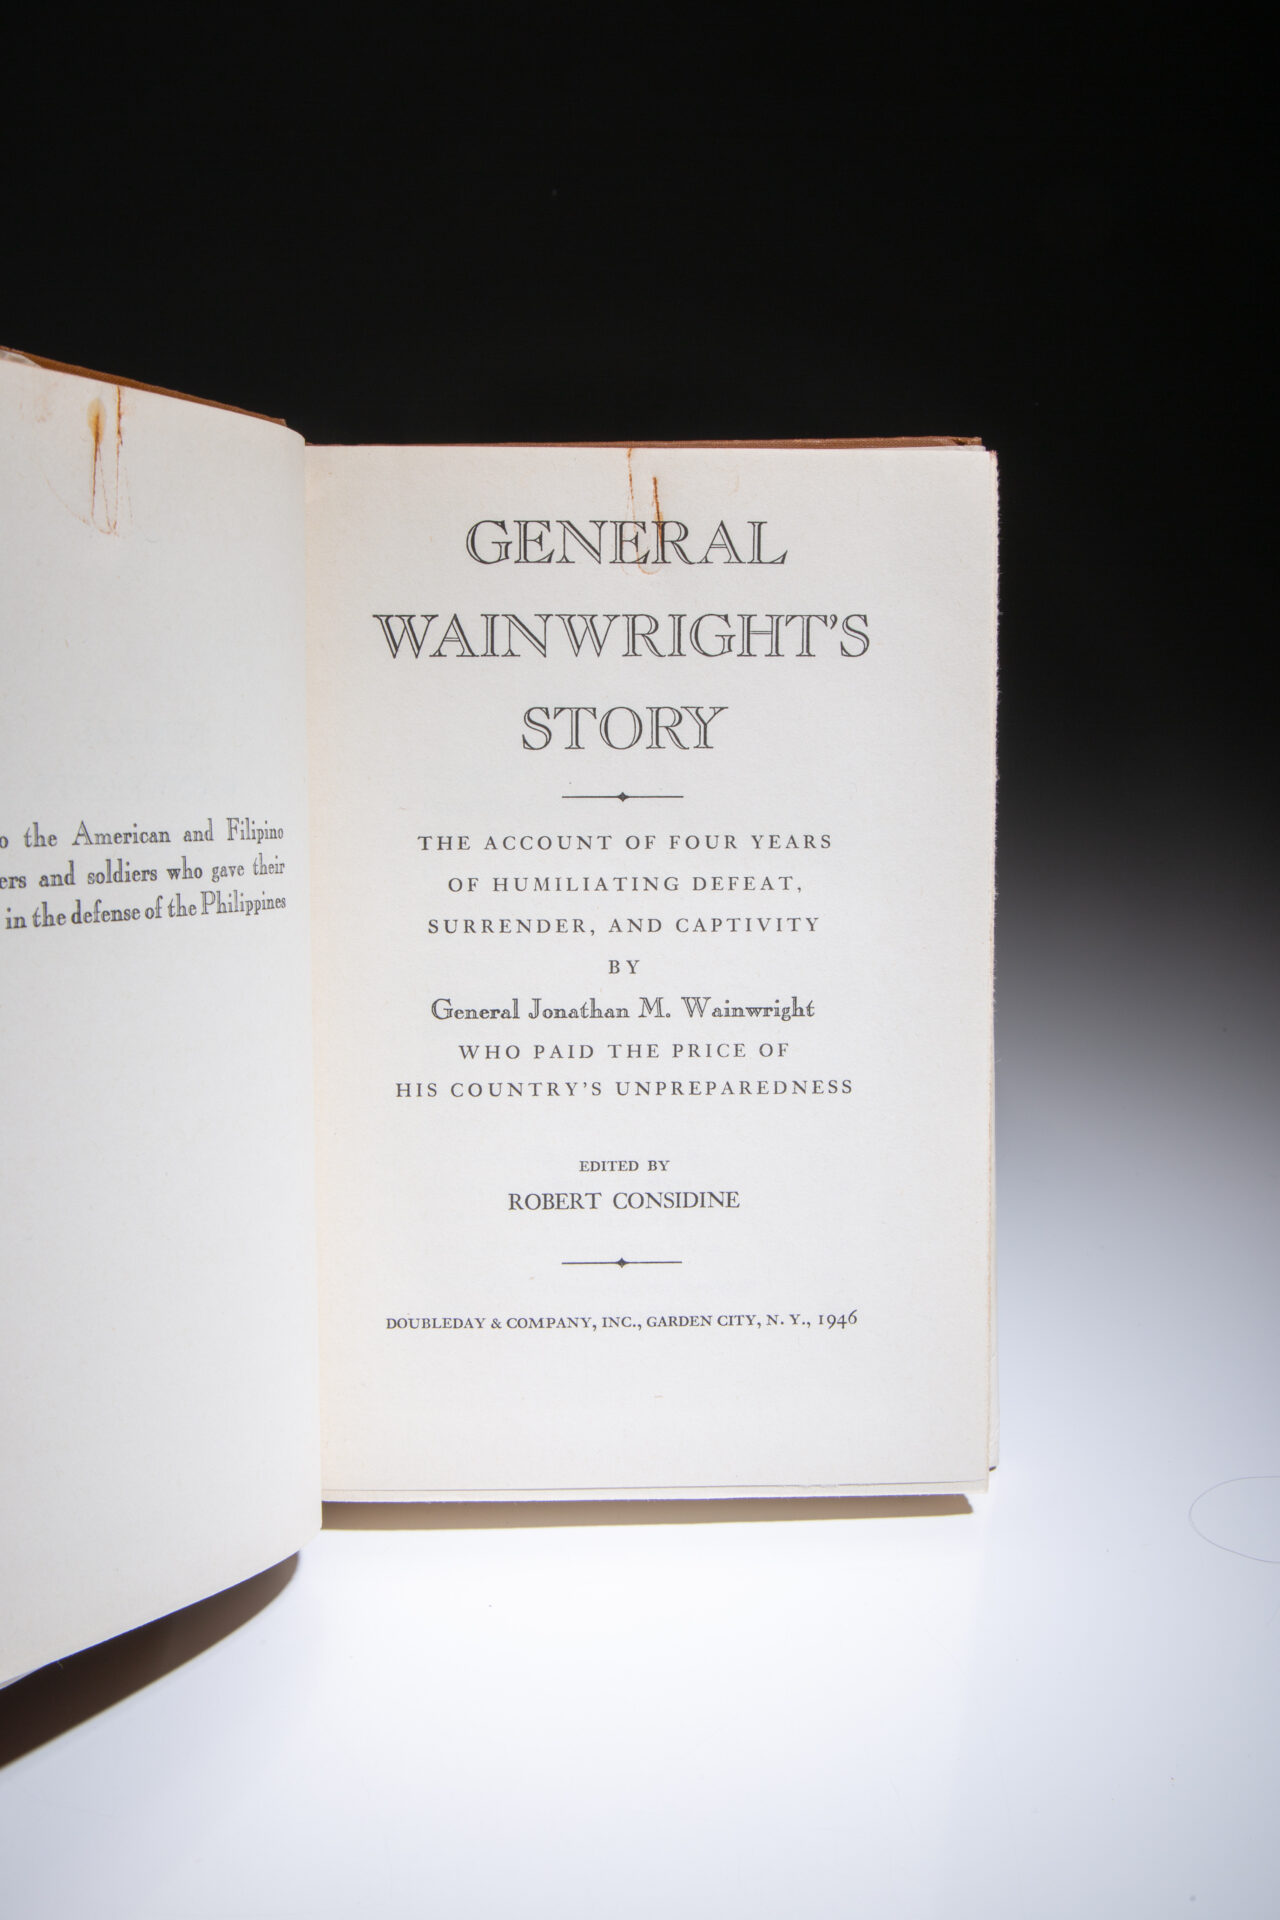 the American and Filipino
and soldiers who gave their
in the defense of the Philippines
GENERAL
WAINWRIGHT'S
STORY
THE ACCOUNT OF FOUR YEARS
OF HUMILIATING DEFEAT,
SURRENDER, AND CAPTIVITY
BY
General Jonathan M. Wainwright
WHO PAID THE PRICE OF
HIS COUNTRY'S UNPREPAREDNESS
EDITED BY
ROBERT CONSIDINE
DOUBLEDAY & COMPANY, INC., GARDEN CITY, N. Y., 1946